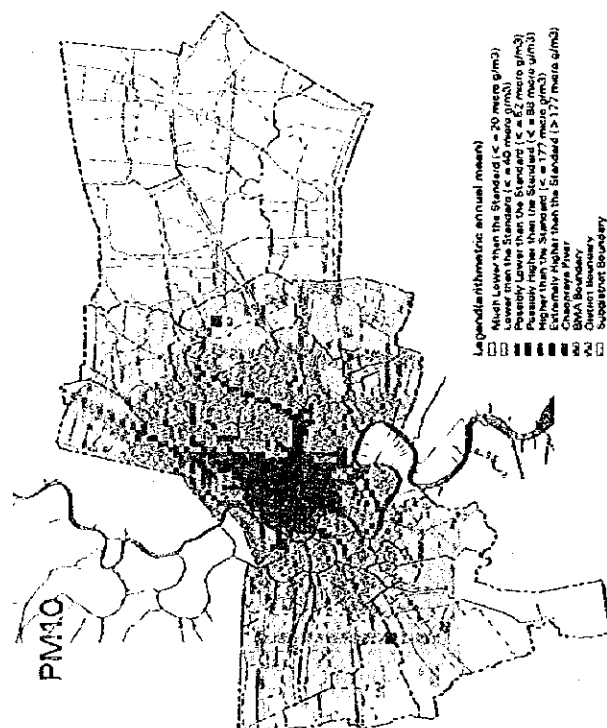 PM10
Legend(arithmetric annual mean)
Much Lower than the Standard (< = 20 micro g/m3)
Lower than the Standard (< = 40 micro g/m3)
Possibly Lower than the Standard (< = 62 micro g/m3)
Possibly Higher than the Standard (< = 88 micro g/m3)
Higher than the Standard (< = 177 micro g/m3)
Extremely Higher than the Standard (> 177 micro g/m3)
Chaopraya River
BMA Boundary
District Boundary
Subdistrict Boundary